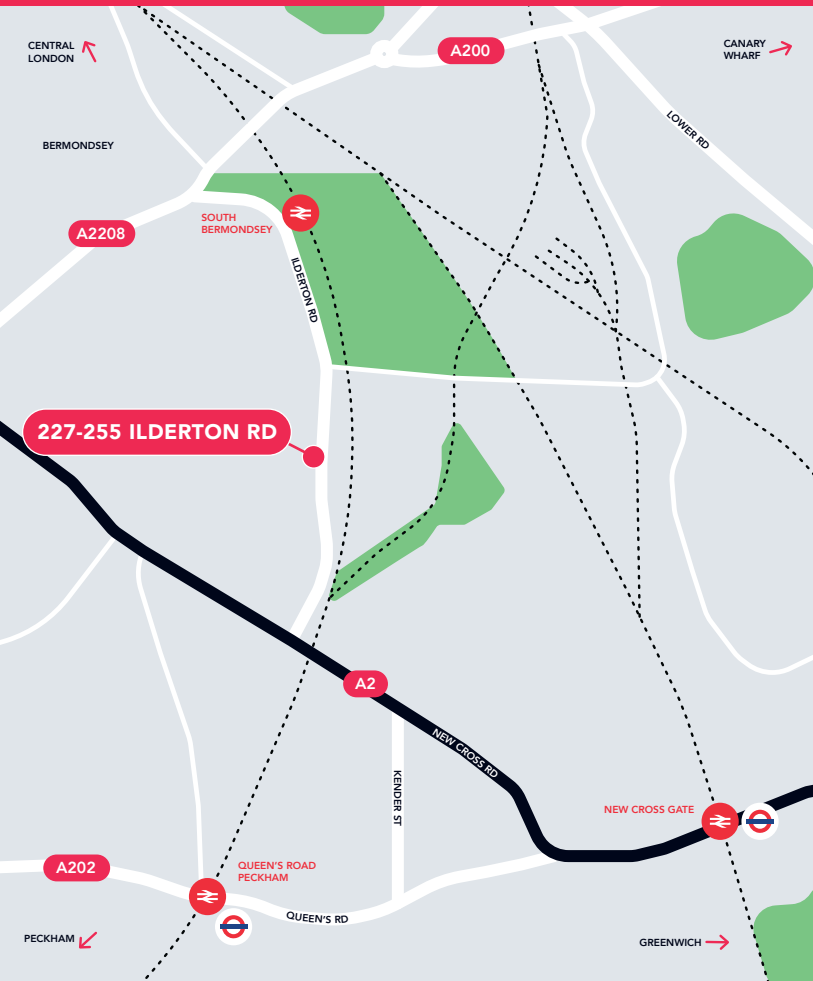 CENTRAL
LONDON
A200
CANARY
WHARF
LOWER RD
BERMONDSEY
SOUTH
BERMONDSEY
A2208
ILDERTON RD
227-255 ILDERTON RD
A2
NEW CROSS RD
KENDER ST
NEW CROSS GATE
A202
QUEEN'S ROAD
PECKHAM
QUEEN'S RD
PECKHAM
GREENWICH